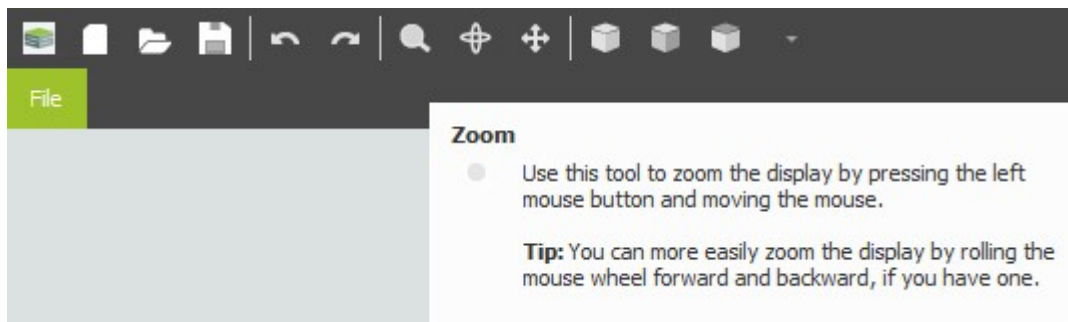 File
Zoom
Use this tool to zoom the display by pressing the left
mouse button and moving the mouse.
Tip: You can more easily zoom the display by rolling the
mouse wheel forward and backward, if you have one.